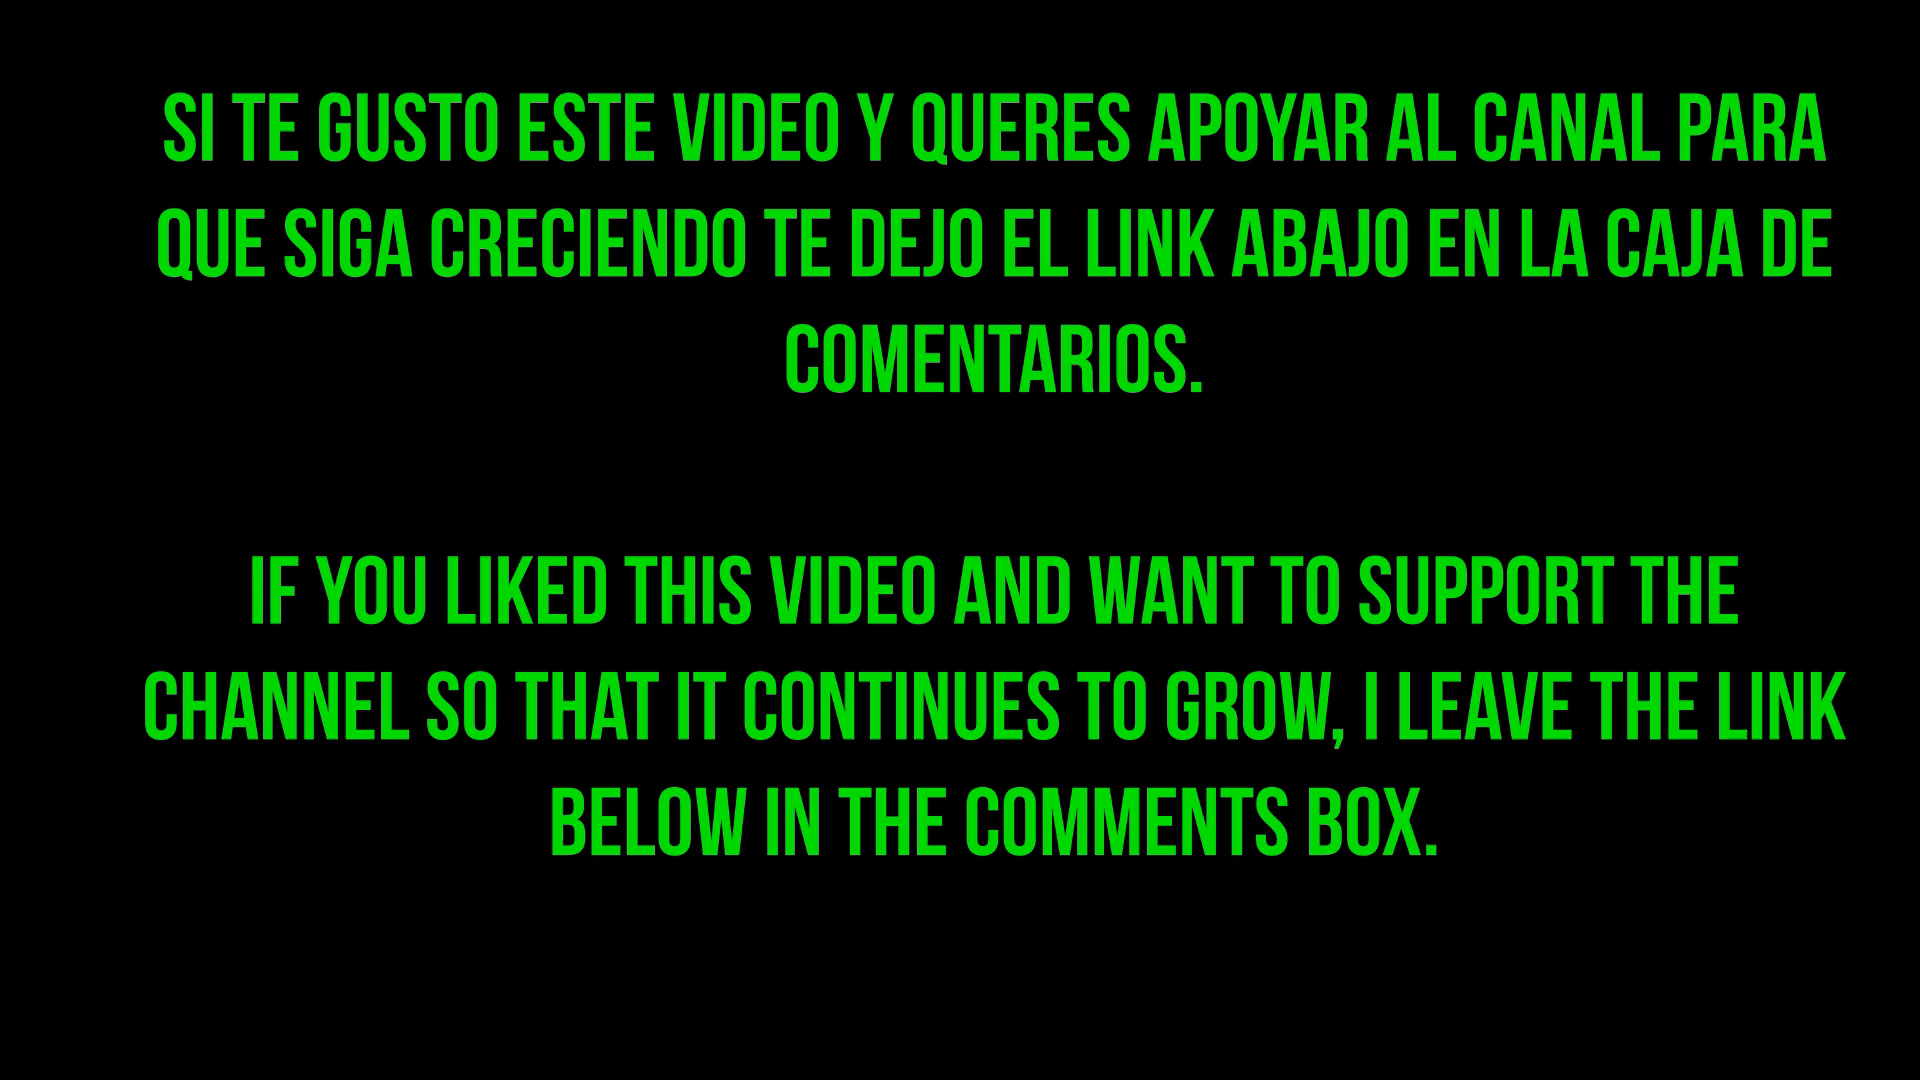 SI TE GUSTO ESTE VIDEO Y QUERES APOYAR AL CANAL PARA
QUE SIGA CRECIENDO TE DEJO EL LINK ABAJO EN LA CAJA DE
COMENTARIOS.
IF YOU LIKED THIS VIDEO AND WANT TO SUPPORT THE
CHANNEL SO THAT IT CONTINUES TO GROW, I LEAVE THE LINK
BELOW IN THE COMMENTS BOX.